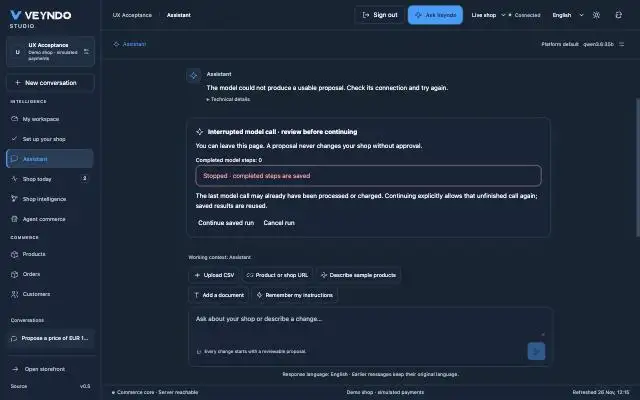 VEYNDO
STUDIO
UX Acceptance
Assistant
Sign out
Ask Veyndo
Live shop
Connected
English
U
UX Acceptance
Demo shop · simulated
payments
Assistant
Platform default
qwen3.6:35b
New conversation
INTELLIGENCE
My workspace
Set up your shop
Assistant
Shop today
2
Shop intelligence
Agent commerce
COMMERCE
Products
Orders
Customers
Conversations
Propose a price of EUR 1...
Open storefront
Source
v0.5
Assistant
The model could not produce a usable proposal. Check its connection and try again.
Technical details
Interrupted model call · review before continuing
You can leave this page. A proposal never changes your shop without approval.
Completed model steps: 0
Stopped · completed steps are saved
The last model call may already have been processed or charged. Continuing explicitly allows that unfinished call again;
saved results are reused.
Continue saved run
Cancel run
Working context: Assistant
Upload CSV
Product or shop URL
Describe sample products
Add a document
Remember my instructions
Ask about your shop or describe a change...
Every change starts with a reviewable proposal.
Response language: English · Earlier messages keep their original language.
Commerce core · Server reachable
Demo shop · simulated payments
Refreshed 26 Nov, 12:15